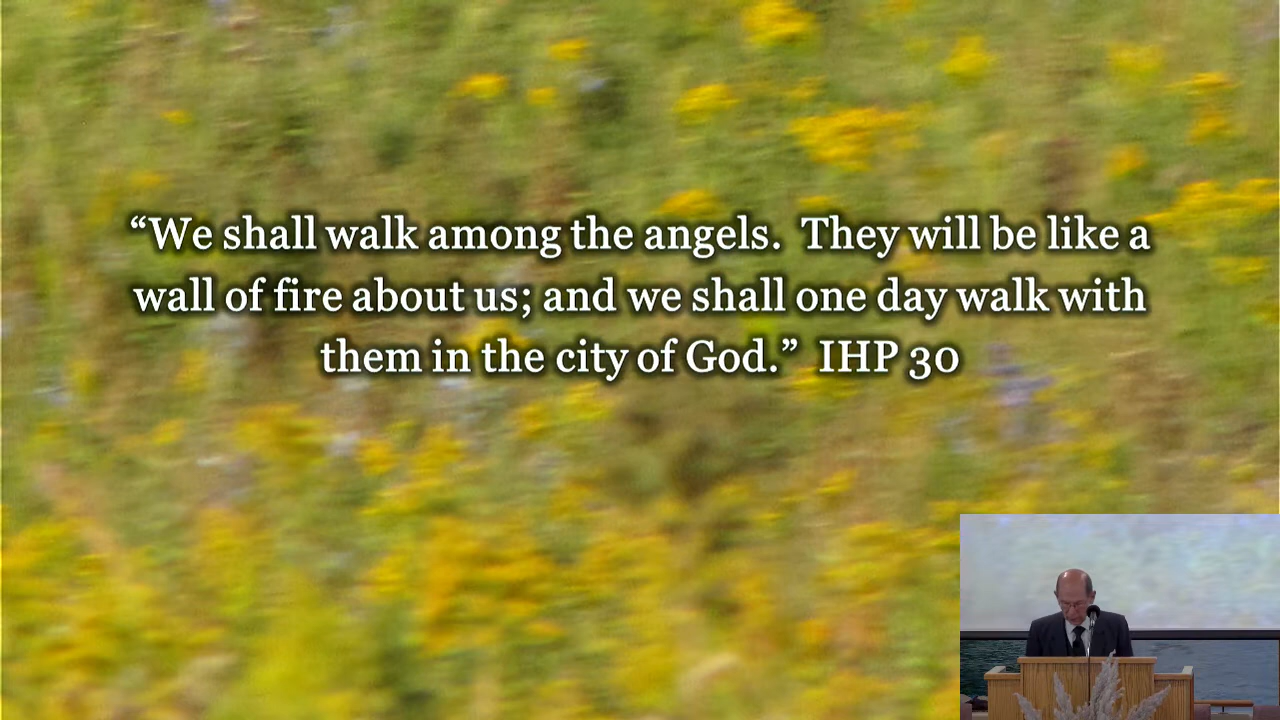 “We shall walk among the angels.  They will be like a
wall of fire about us; and we shall one day walk with
them in the city of God.”  IHP 30